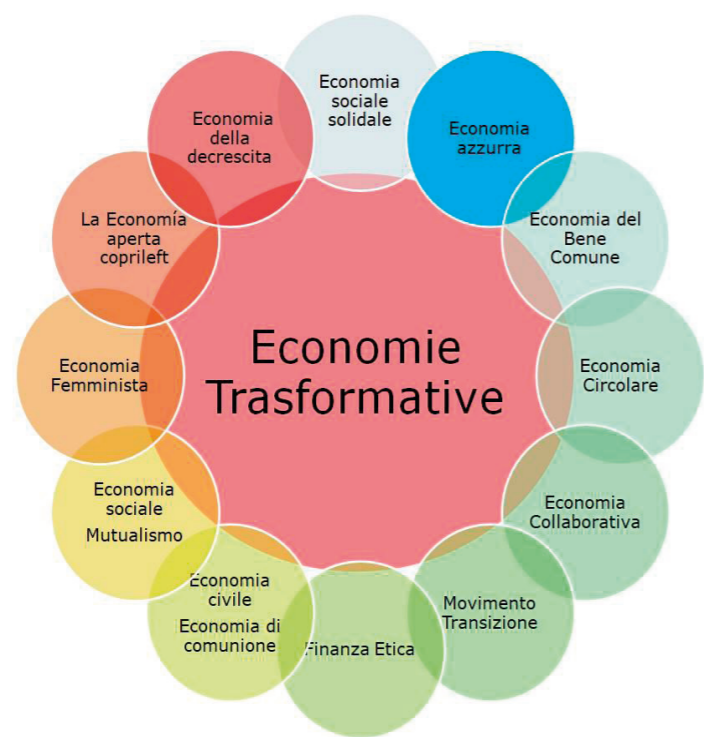 Economia
sociale
solidale
Economia
azzurra
Economia del
Bene
Comune
Economia
Circolare
Economia
Collaborativa
Movimento
Transizione
Finanza Etica
Economia
civile
Economia di
comunione
Economia
sociale
Mutualismo
Economia
Femminista
La Economía
aperta
coprileft
Economia
della
decrescita
Economie
Trasformative